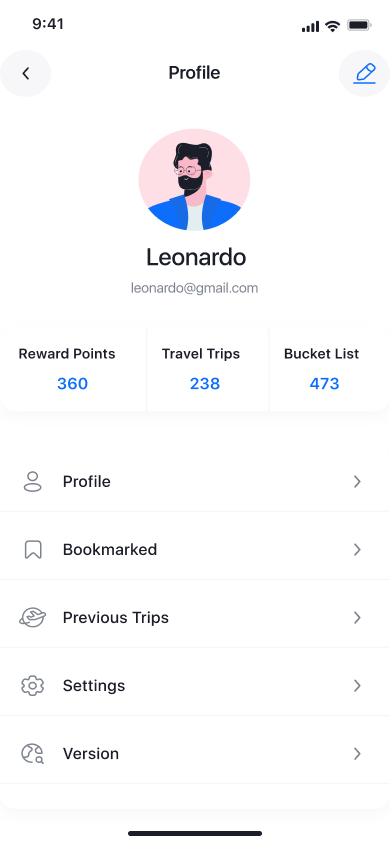 9:41
Profile
Leonardo
leonardo@gmail.com
Reward Points Travel Trips Bucket List
360 238 473
Profile
Bookmarked
Previous Trips
Settings
Version